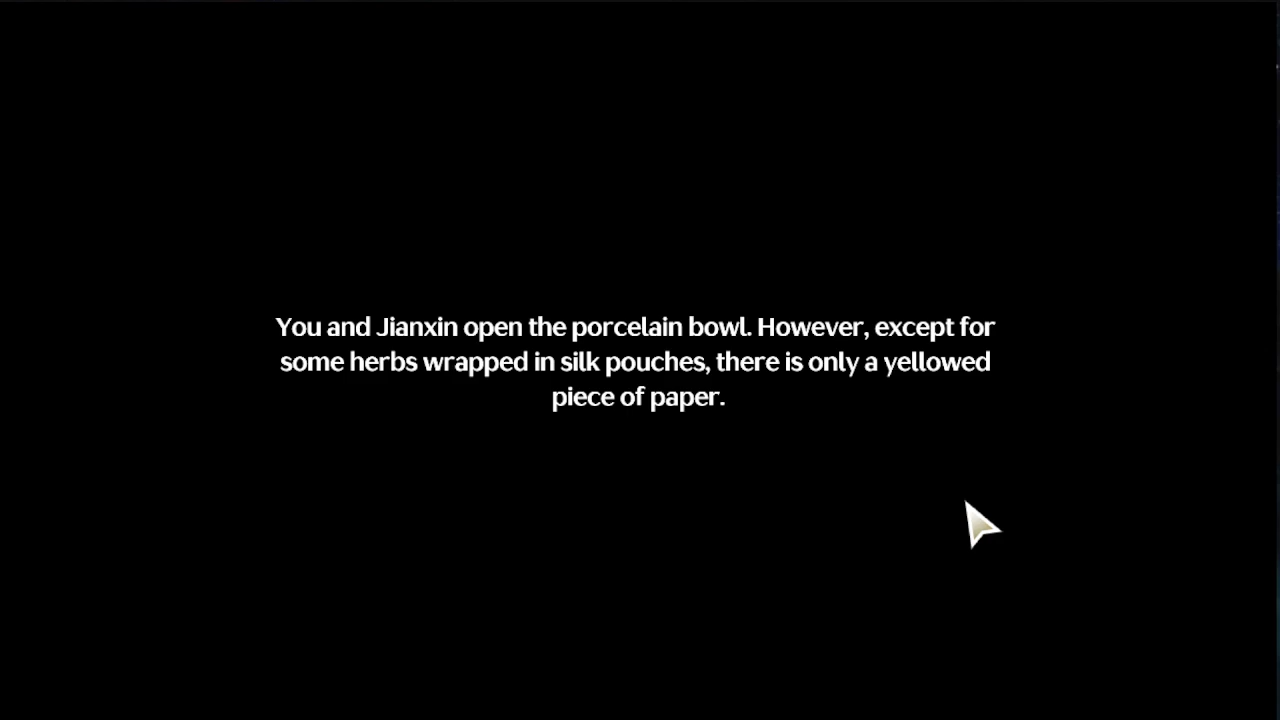 You and Jianxin open the porcelain bowl. However, except for
some herbs wrapped in silk pouches, there is only a yellowed
piece of paper.